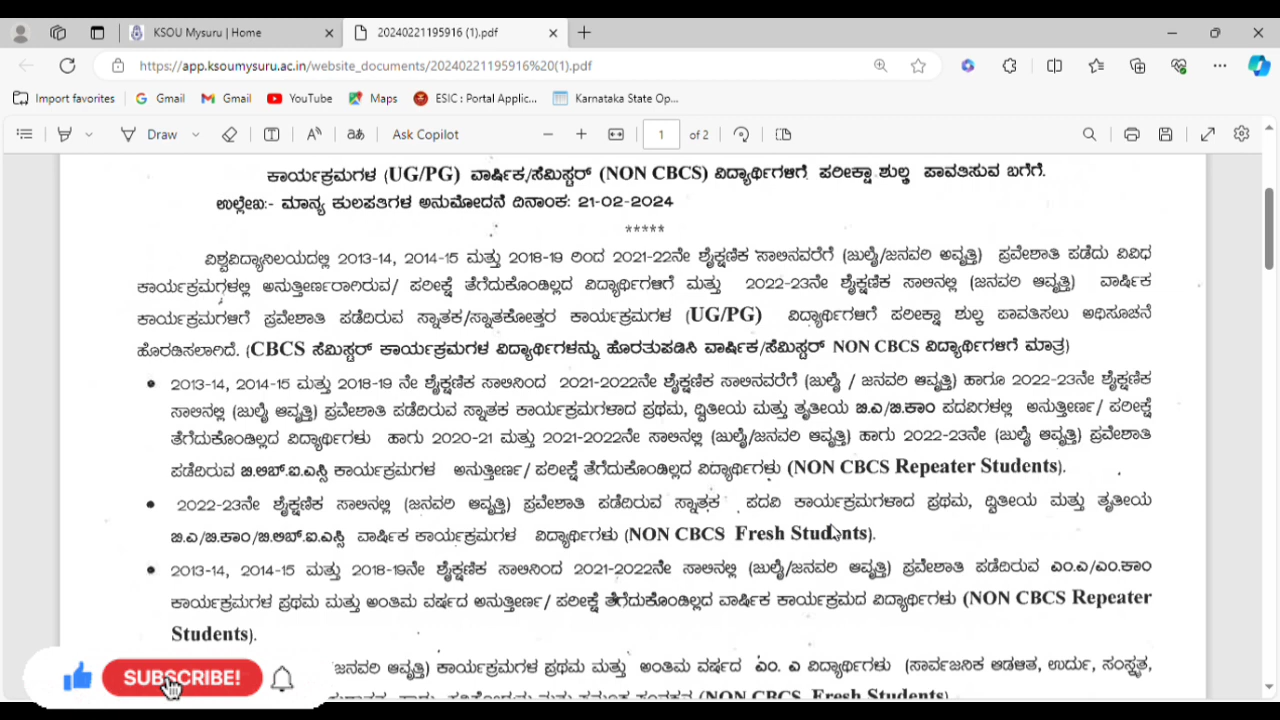 KSOU Mysuru | Home
20240221195916 (1).pdf
https://app.ksoumysuru.ac.in/website_documents/20240221195916%20(1).pdf
Import favorites
Gmail
Gmail
YouTube
Maps
ESIC : Portal Applic...
Karnataka State Op...
Draw
Ask Copilot
1 of 2
ಕಾರ್ಯಕ್ರಮಗಳ (UG/PG) ವಾರ್ಷಿಕ/ಸೆಮಿಸ್ಟರ್ (NON CBCS) ವಿದ್ಯಾರ್ಥಿಗಳಿಗೆ ಪರೀಕ್ಷಾ ಶುಲ್ಕ ಪಾವತಿಸುವ ಬಗೆಗೆ.
ಉಲ್ಲೇಖ:- ಮಾನ್ಯ ಕುಲಪತಿಗಳ ಅನುಮೋದನೆ ದಿನಾಂಕ: 21-02-2024
*****
ವಿಶ್ವವಿದ್ಯಾನಿಲಯದಲ್ಲಿ 2013-14, 2014-15 ಮತ್ತು 2018-19 ರಿಂದ 2021-22ನೇ ಶೈಕ್ಷಣಿಕ ಸಾಲಿನವರೆಗೆ (ಜುಲೈ/ಜನವರಿ ಆವೃತ್ತಿ) ಪ್ರವೇಶಾತಿ ಪಡೆದು ವಿವಿಧ
ಕಾರ್ಯಕ್ರಮಗಳಲ್ಲಿ ಅನುತ್ತೀರ್ಣರಾಗಿರುವ/ ಪರೀಕ್ಷೆ ತೆಗೆದುಕೊಂಡಿಲ್ಲದ ವಿದ್ಯಾರ್ಥಿಗಳಿಗೆ ಮತ್ತು 2022-23ನೇ ಶೈಕ್ಷಣಿಕ ಸಾಲಿನಲ್ಲಿ (ಜನವರಿ ಆವೃತ್ತಿ) ವಾರ್ಷಿಕ
ಕಾರ್ಯಕ್ರಮಗಳಿಗೆ ಪ್ರವೇಶಾತಿ ಪಡೆದಿರುವ ಸ್ನಾತಕ/ಸ್ನಾತಕೋತ್ತರ ಕಾರ್ಯಕ್ರಮಗಳ (UG/PG) ವಿದ್ಯಾರ್ಥಿಗಳಿಗೆ ಪರೀಕ್ಷಾ ಶುಲ್ಕ ಪಾವತಿಸಲು ಅಧಿಸೂಚನೆ
ಹೊರಡಿಸಲಾಗಿದೆ. (CBCS ಸೆಮಿಸ್ಟರ್ ಕಾರ್ಯಕ್ರಮಗಳ ವಿದ್ಯಾರ್ಥಿಗಳನ್ನು ಹೊರತುಪಡಿಸಿ ವಾರ್ಷಿಕ/ಸೆಮಿಸ್ಟರ್ NON CBCS ವಿದ್ಯಾರ್ಥಿಗಳಿಗೆ ಮಾತ್ರ)
• 2013-14, 2014-15 ಮತ್ತು 2018-19 ನೇ ಶೈಕ್ಷಣಿಕ ಸಾಲಿನಿಂದ 2021-2022ನೇ ಶೈಕ್ಷಣಿಕ ಸಾಲಿನವರೆಗೆ (ಜುಲೈ / ಜನವರಿ ಆವೃತ್ತಿ) ಹಾಗೂ 2022-23ನೇ ಶೈಕ್ಷಣಿಕ
ಸಾಲಿನಲ್ಲಿ (ಜುಲೈ ಆವೃತ್ತಿ) ಪ್ರವೇಶಾತಿ ಪಡೆದಿರುವ ಸ್ನಾತಕ ಕಾರ್ಯಕ್ರಮಗಳಾದ ಪ್ರಥಮ, ದ್ವಿತೀಯ ಮತ್ತು ತೃತೀಯ ಬಿ.ಎ/ಬಿ.ಕಾಂ ಪದವಿಗಳಲ್ಲಿ ಅನುತ್ತೀರ್ಣ/ ಪರೀಕ್ಷೆ
ತೆಗೆದುಕೊಂಡಿಲ್ಲದ ವಿದ್ಯಾರ್ಥಿಗಳು ಹಾಗು 2020-21 ಮತ್ತು 2021-2022ನೇ ಸಾಲಿನಲ್ಲಿ (ಜುಲೈ/ಜನವರಿ ಆವೃತ್ತಿ) ಹಾಗು 2022-23ನೇ (ಜುಲೈ ಆವೃತ್ತಿ) ಪ್ರವೇಶಾತಿ
ಪಡೆದಿರುವ ಬಿ.ಅಬ್.ಐ.ಎಸ್ಸಿ ಕಾರ್ಯಕ್ರಮಗಳ ಅನುತ್ತೀರ್ಣ/ ಪರೀಕ್ಷೆ ತೆಗೆದುಕೊಂಡಿಲ್ಲದ ವಿದ್ಯಾರ್ಥಿಗಳು (NON CBCS Repeater Students).
• 2022-23ನೇ ಶೈಕ್ಷಣಿಕ ಸಾಲಿನಲ್ಲಿ (ಜನವರಿ ಆವೃತ್ತಿ) ಪ್ರವೇಶಾತಿ ಪಡೆದಿರುವ ಸ್ನಾತಕ ಪದವಿ ಕಾರ್ಯಕ್ರಮಗಳಾದ ಪ್ರಥಮ, ದ್ವಿತೀಯ ಮತ್ತು ತೃತೀಯ
ಬಿ.ಎ/ಬಿ.ಕಾಂ/ಬಿ.ಅಬ್.ಐ.ಎಸ್ಸಿ ವಾರ್ಷಿಕ ಕಾರ್ಯಕ್ರಮಗಳ ವಿದ್ಯಾರ್ಥಿಗಳು (NON CBCS Fresh Students).
• 2013-14, 2014-15 ಮತ್ತು 2018-19ನೇ ಶೈಕ್ಷಣಿಕ ಸಾಲಿನಿಂದ 2021-2022ನೇ ಸಾಲಿನಲ್ಲಿ (ಜುಲೈ/ಜನವರಿ ಆವೃತ್ತಿ) ಪ್ರವೇಶಾತಿ ಪಡೆದಿರುವ ಎಂ.ಎ/ಎಂ.ಕಾಂ
ಕಾರ್ಯಕ್ರಮಗಳ ಪ್ರಥಮ ಮತ್ತು ಅಂತಿಮ ವರ್ಷದ ಅನುತ್ತೀರ್ಣ/ ಪರೀಕ್ಷೆ ತೆಗೆದುಕೊಂಡಿಲ್ಲದ ವಾರ್ಷಿಕ ಕಾರ್ಯಕ್ರಮದ ವಿದ್ಯಾರ್ಥಿಗಳು (NON CBCS Repeater
Students).
ಜನವರಿ ಆವೃತ್ತಿ) ಕಾರ್ಯಕ್ರಮಗಳ ಪ್ರಥಮ ಮತ್ತು ಅಂತಿಮ ವರ್ಷದ ಎಂ. ಎ ವಿದ್ಯಾರ್ಥಿಗಳು (ಸಾರ್ವಜನಿಕ ಆಡಳಿತ, ಉರ್ದು, ಸಂಸ್ಕೃತ,
(NON CBCS Fresh Students)
SUBSCRIBE!